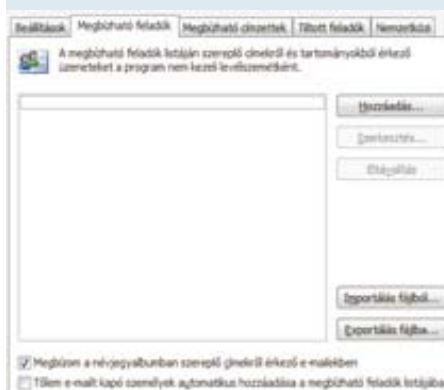 Beállítások Megbízható feladók Megbízható címzettek Tiltott feladók Nemzetközi
A megbízható feladók listáján szereplő címekről és tartományokból érkező
üzeneteket a program nem kezeli levélszemétként.
Hozzáadás...
Szerkesztés...
Eltávolítás
Importálás fájlból...
Exportálás fájlba...
Megbízom a névjegyalbumban szereplő címekről érkező e-mailekben
Tőlem e-mailt kapó személyek automatikus hozzáadása a megbízható feladók listájáh